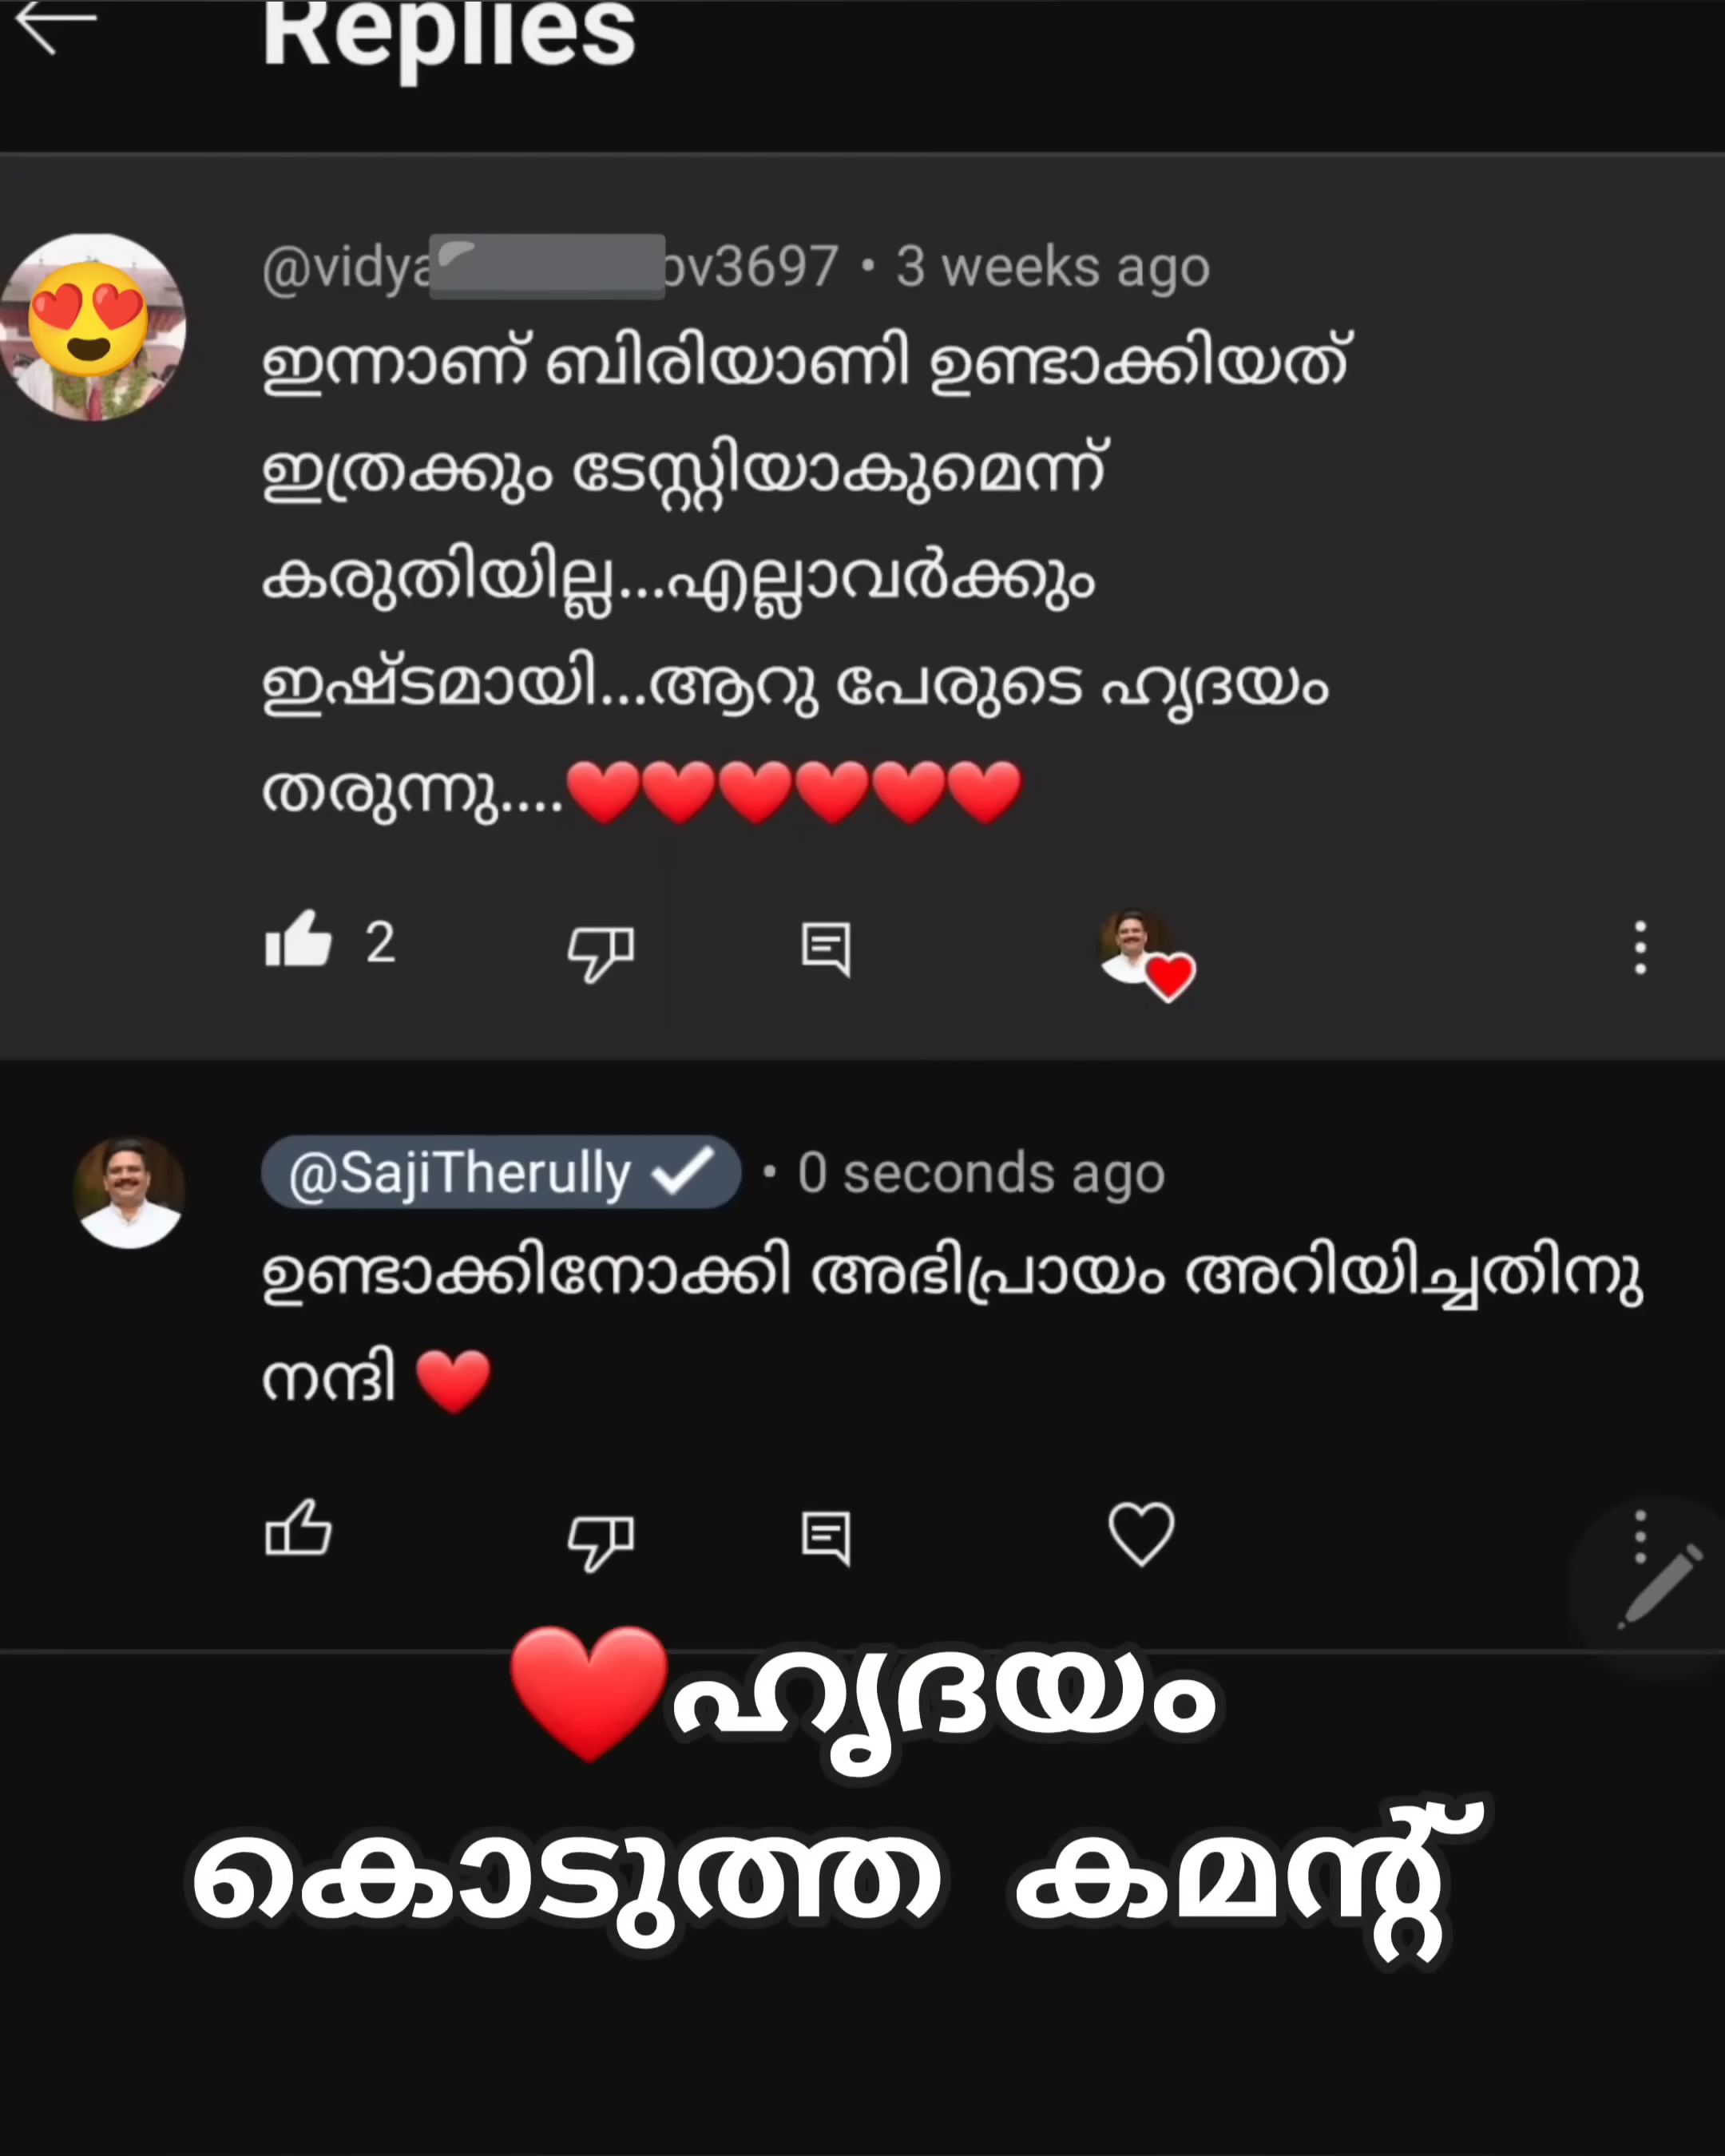 Replies
@vidya pv3697 • 3 weeks ago
ഇന്നാണ് ബിരിയാണി ഉണ്ടാക്കിയത്
ഇത്രക്കും ടേസ്റ്റിയാകുമെന്ന്
കരുതിയില്ല...എല്ലാവർക്കും
ഇഷ്ടമായി...ആറു പേരുടെ ഹൃദയം
തരുന്നു....❤️❤️❤️❤️❤️❤️
2
@SajiTherully • 0 seconds ago
ഉണ്ടാക്കിനോക്കി അഭിപ്രായം അറിയിച്ചതിനു
നന്ദി ❤️
❤️ഹൃദയം
കൊടുത്ത കമന്റ്